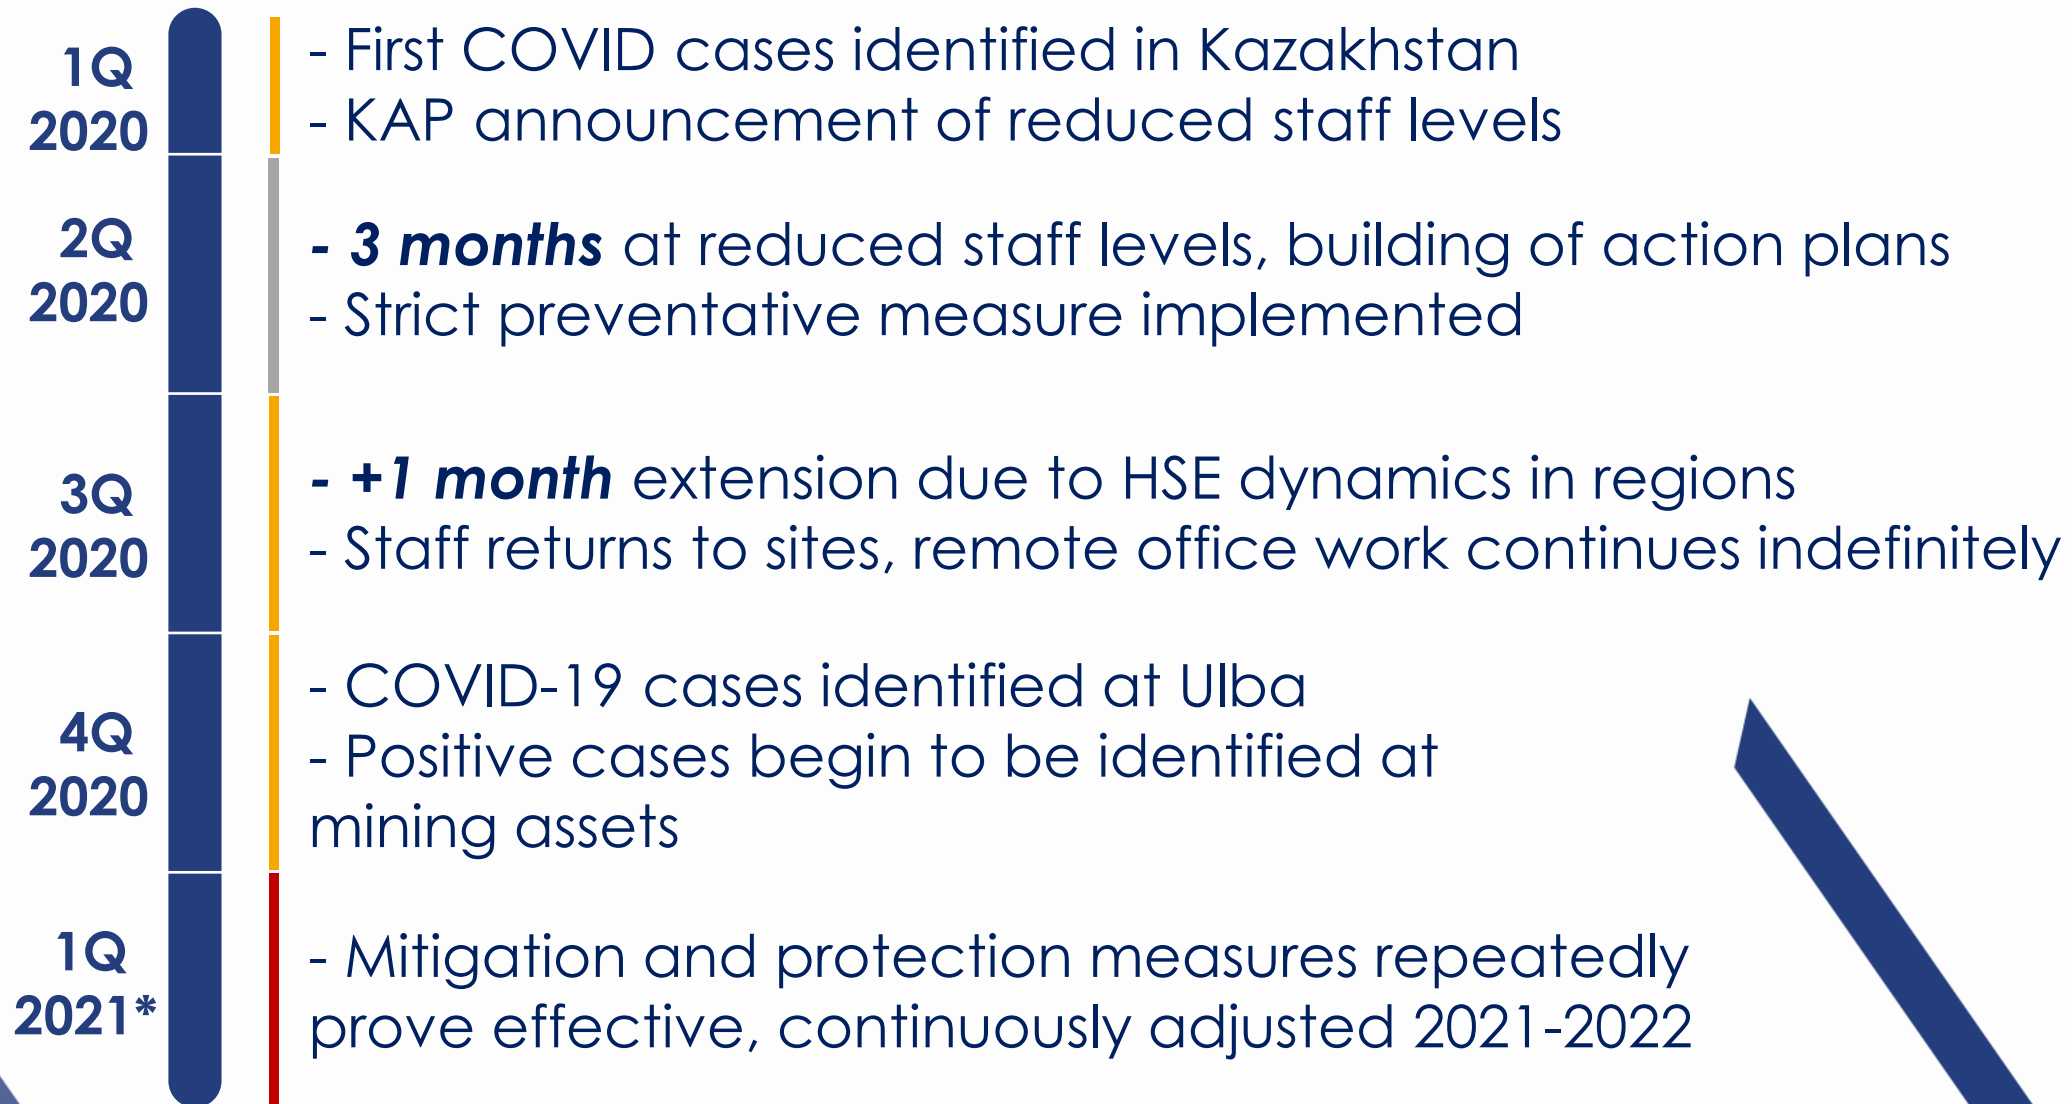 1Q
2020
- First COVID cases identified in Kazakhstan
- KAP announcement of reduced staff levels
2Q
2020
- 3 months at reduced staff levels, building of action plans
- Strict preventative measure implemented
3Q
2020
- +1 month extension due to HSE dynamics in regions
- Staff returns to sites, remote office work continues indefinitely
4Q
2020
- COVID-19 cases identified at Ulba
- Positive cases begin to be identified at
mining assets
1Q
2021*
- Mitigation and protection measures repeatedly
prove effective, continuously adjusted 2021-2022